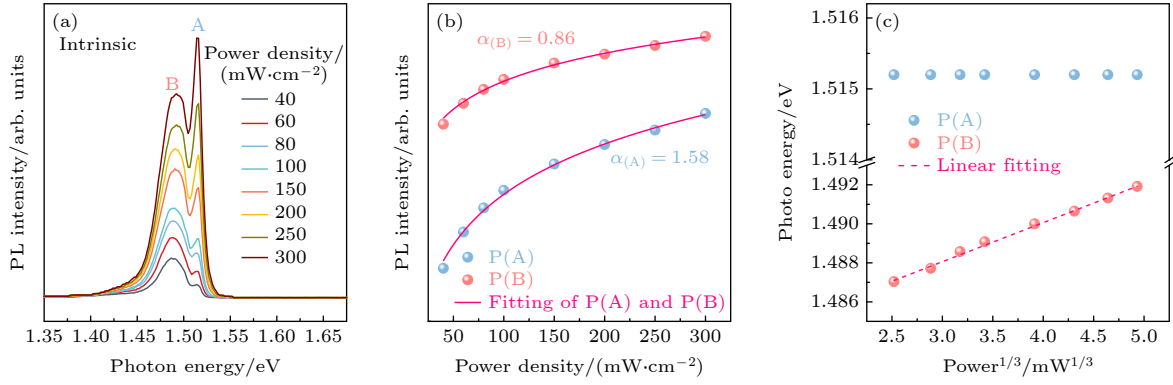 (a)
A
Intrinsic
Power density/
(mW·cm⁻²)
B
40
60
80
100
150
200
250
300
PL intensity/arb. units
1.35 1.40 1.45 1.50 1.55 1.60 1.65
Photon energy/eV
(b)
α(B) = 0.86
α(A) = 1.58
P(A)
P(B)
Fitting of P(A) and P(B)
PL intensity/arb. units
50 100 150 200 250 300
Power density/(mW·cm⁻²)
(c)
1.516
1.515
1.514
1.492
1.490
1.488
1.486
P(A)
P(B)
Linear fitting
Photo energy/eV
2.5 3.0 3.5 4.0 4.5 5.0
Power¹/³/mW¹/³